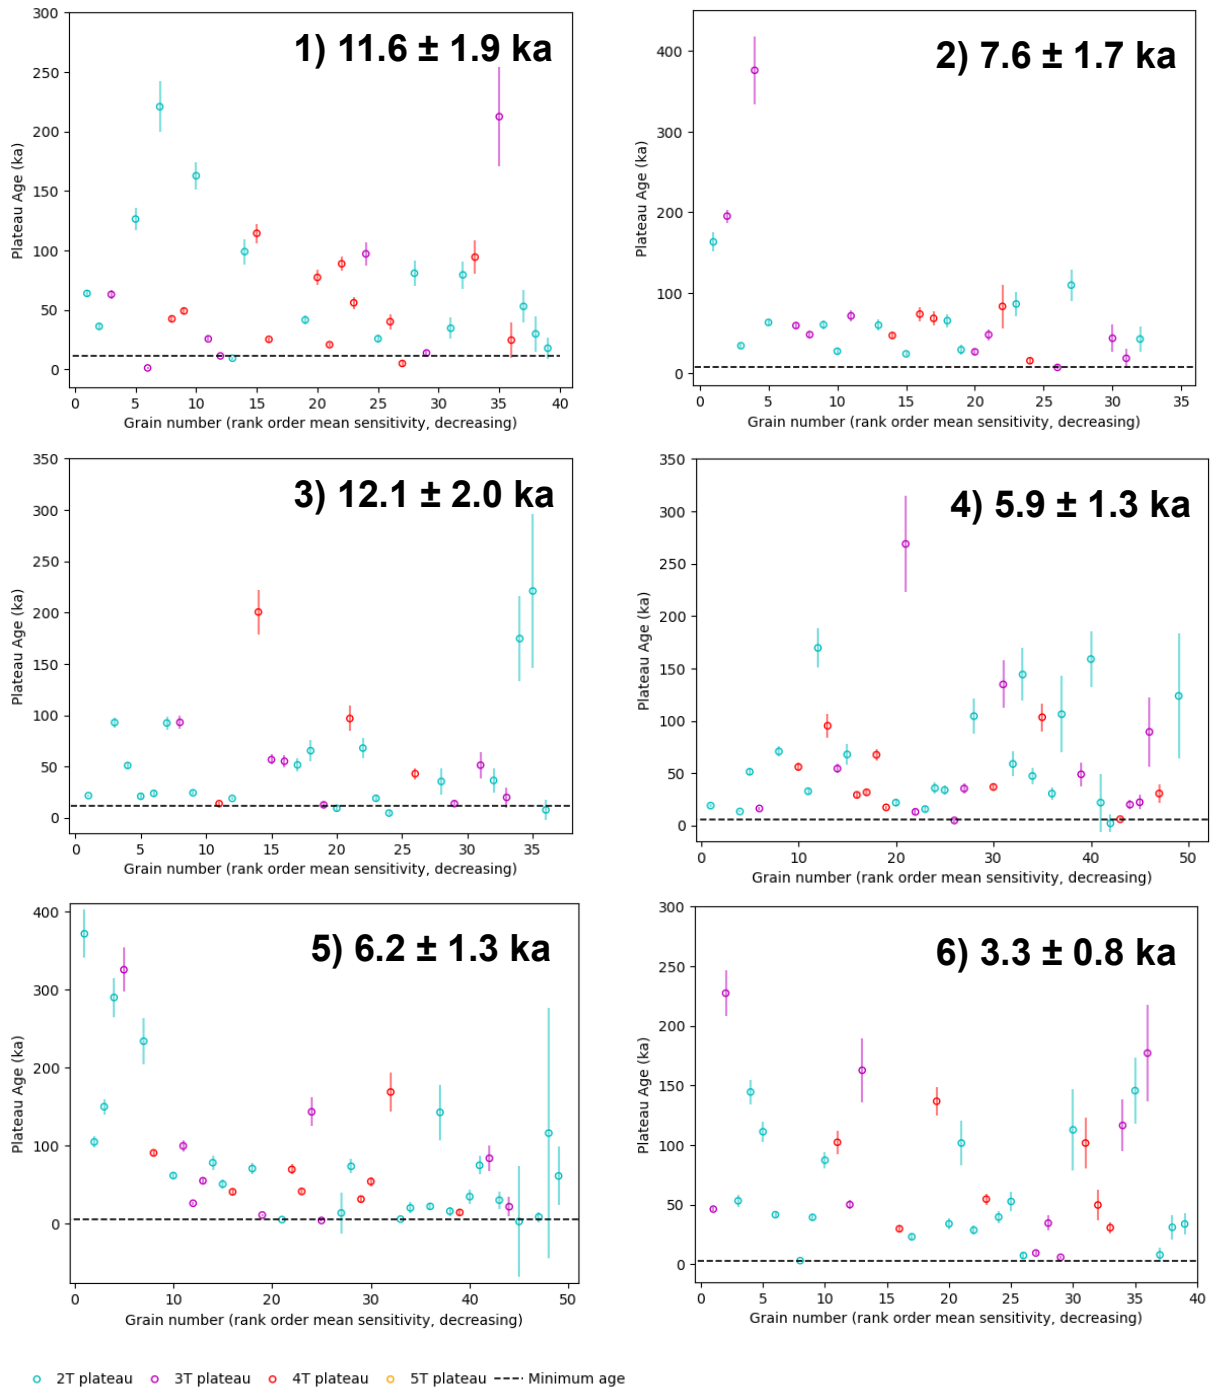 1) 11.6 ± 1.9 ka
300
250
200
150
100
50
0
Plateau Age (ka)
0 5 10 15 20 25 30 35 40
Grain number (rank order mean sensitivity, decreasing)
2) 7.6 ± 1.7 ka
400
300
200
100
0
Plateau Age (ka)
0 5 10 15 20 25 30 35
Grain number (rank order mean sensitivity, decreasing)
3) 12.1 ± 2.0 ka
350
300
250
200
150
100
50
0
Plateau Age (ka)
0 5 10 15 20 25 30 35
Grain number (rank order mean sensitivity, decreasing)
4) 5.9 ± 1.3 ka
350
300
250
200
150
100
50
0
Plateau Age (ka)
0 10 20 30 40 50
Grain number (rank order mean sensitivity, decreasing)
5) 6.2 ± 1.3 ka
400
300
200
100
0
Plateau Age (ka)
0 10 20 30 40 50
Grain number (rank order mean sensitivity, decreasing)
6) 3.3 ± 0.8 ka
300
250
200
150
100
50
0
Plateau Age (ka)
0 5 10 15 20 25 30 35 40
Grain number (rank order mean sensitivity, decreasing)
2T plateau 3T plateau 4T plateau 5T plateau Minimum age